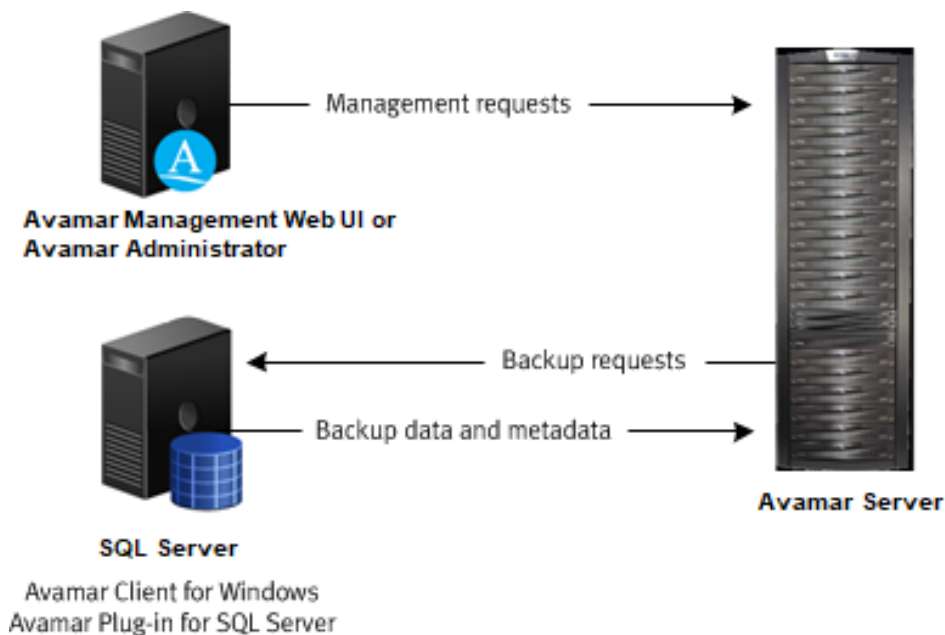 Management requests
A
Avamar Management Web UI or
Avamar Administrator
Backup requests
Backup data and metadata
Avamar Server
SQL Server
Avamar Client for Windows
Avamar Plug-in for SQL Server